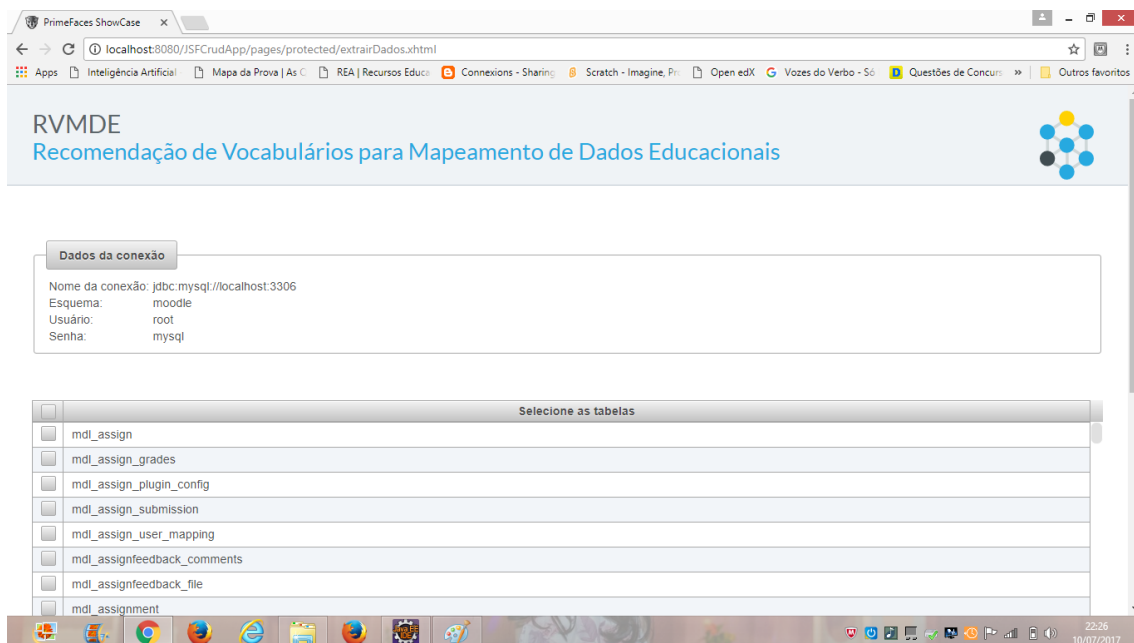 PrimeFaces ShowCase
localhost:8080/JSFCrudApp/pages/protected/extrairDados.xhtml
Apps Inteligência Artificial Mapa da Prova | As C REA | Recursos Educa Connexions - Sharing Scratch - Imagine, Pr Open edX Vozes do Verbo - Só Questões de Concurs » Outros favoritos
RVMDE
Recomendação de Vocabulários para Mapeamento de Dados Educacionais
Dados da conexão
Nome da conexão: jdbc:mysql://localhost:3306
Esquema: moodle
Usuário: root
Senha: mysql
Selecione as tabelas
mdl_assign
mdl_assign_grades
mdl_assign_plugin_config
mdl_assign_submission
mdl_assign_user_mapping
mdl_assignfeedback_comments
mdl_assignfeedback_file
mdl_assignment
22:26
10/07/2017